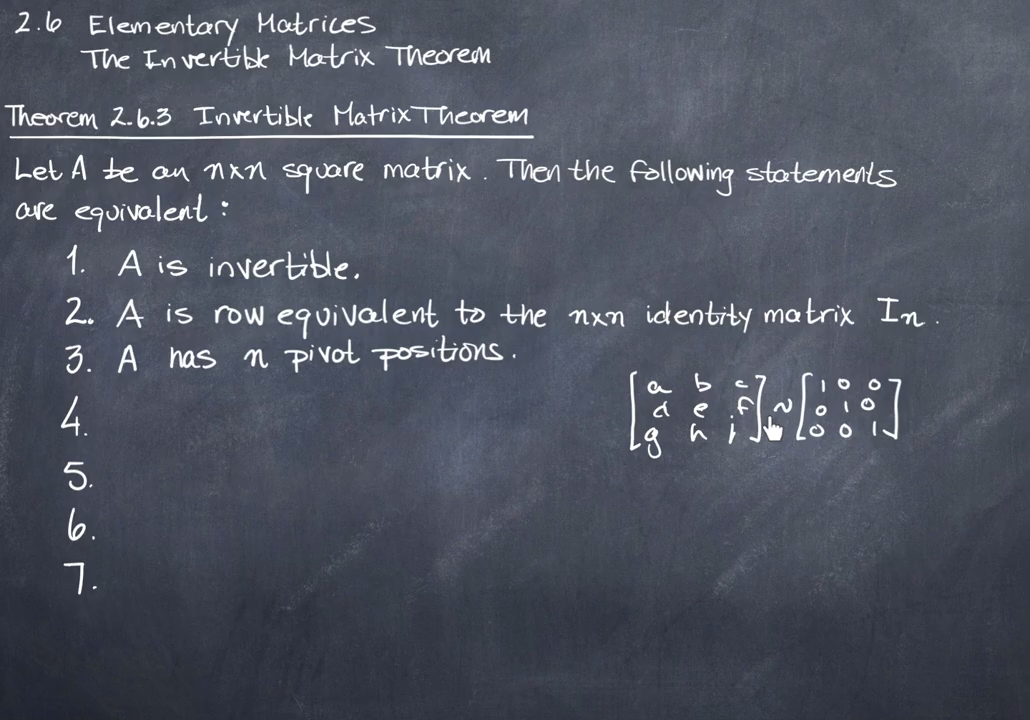 2.6 Elementary Matrices
The Invertible Matrix Theorem
Theorem 2.6.3 Invertible Matrix Theorem
Let A be an n×n square matrix. Then the following statements
are equivalent:
1. A is invertible.
2. A is row equivalent to the n×n identity matrix In.
3. A has n pivot positions.
[a b c] ~ [1 0 0]
[d e f] [0 1 0]
[g h i] [0 0 1]
4.
5.
6.
7.